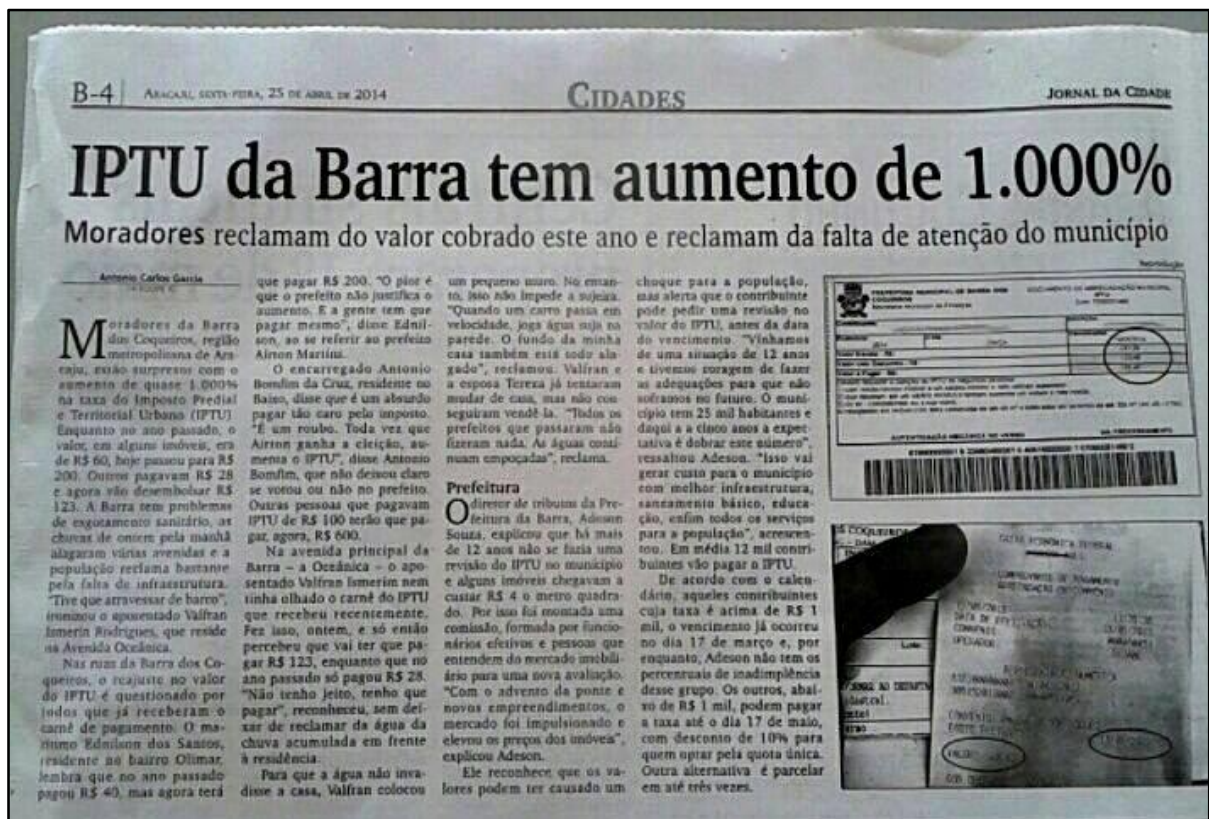 B-4
ARACAJU, SEXTA-FEIRA, 25 DE ABRIL DE 2014
CIDADES
JORNAL DA CIDADE
IPTU da Barra tem aumento de 1.000%
Moradores reclamam do valor cobrado este ano e reclamam da falta de atenção do município
Antonio Carlos Garcia
Moradores da Barra
dos Coqueiros, região
metropolitana de Ara-
caju, estão surpresos com o
aumento de quase 1.000%
na taxa do Imposto Predial
e Territorial Urbano (IPTU)
Enquanto no ano passado, o
valor, em alguns imóveis, era
de R$ 60, hoje passou para R$
200. Outros pagavam R$ 28
e agora vão desembolsar R$
123. A Barra tem problemas
de esgotamento sanitário, as
chuvas de ontem pela manhã
alagaram várias avenidas e a
população reclama bastante
pela falta de infraestrutura.
"Tive que atravessar de barco",
ironizou o aposentado Valfran
Ismerin Rodrigues, que reside
na Avenida Oceânica.
Nas ruas da Barra dos Co-
queiros, o reajuste no valor
do IPTU é questionado por
todos que já receberam o
carnê de pagamento. O ma-
rítimo Ednilson dos Santos,
residente no bairro Olimar,
lembra que no ano passado
pagou R$ 40, mas agora terá
que pagar R$ 200. "O pior é
que o prefeito não justifica o
aumento. E a gente tem que
pagar mesmo", disse Ednil-
son, ao se referir ao prefeito
Airton Martins.
O encarregado Antonio
Bomfim da Cruz, residente no
Baixo, disse que é um absurdo
pagar tão caro pelo imposto.
"É um roubo. Toda vez que
Airton ganha a eleição, au-
menta o IPTU", disse Antonio
Bomfim, que não deixou claro
se votou ou não no prefeito.
Outras pessoas que pagavam
IPTU de R$ 100 terão que pa-
gar, agora, R$ 600.
Na avenida principal da
Barra – a Oceânica – o apo-
sentado Valfran Ismerim nem
tinha olhado o carnê do IPTU
que recebeu recentemente.
Fez isso, ontem, e só então
percebeu que vai ter que pa-
gar R$ 123, enquanto que no
ano passado só pagou R$ 28.
"Não tenho jeito, tenho que
pagar", reconheceu, sem dei-
xar de reclamar da água da
chuva acumulada em frente
à residência.
Para que a água não inva-
disse a casa, Valfran colocou
um pequeno muro. No entan-
to, isso não impede a sujeira.
"Quando um carro passa em
velocidade, joga água suja na
parede. O fundo da minha
casa também está todo ala-
gado", reclamou. Valfran e
a esposa Tereza já tentaram
mudar de casa, mas não con-
seguiram vendê-la. "Todos os
prefeitos que passaram não
fizeram nada. As águas conti-
nuam empoçadas", reclama.
Prefeitura
O diretor de tributos da Pre-
feitura da Barra, Adeson
Souza, explicou que há mais
de 12 anos não se fazia uma
revisão do IPTU no município
e alguns imóveis chegavam a
custar R$ 4 o metro quadra-
do. Por isso foi montada uma
comissão, formada por funcio-
nários efetivos e pessoas que
entendem do mercado imobili-
ário para uma nova avaliação.
"Com o advento da ponte e
novos empreendimentos, o
mercado foi impulsionado e
elevou os preços dos imóveis",
explicou Adeson.
Ele reconhece que os va-
lores podem ter causado um
choque para a população,
mas alerta que o contribuinte
pode pedir uma revisão no
valor do IPTU, antes da data
do vencimento. "Vínhamos
de uma situação de 12 anos
e tivemos coragem de fazer
as adequações para que não
soframos no futuro. O muni-
cípio tem 25 mil habitantes e
daqui a a cinco anos a expec-
tativa é dobrar este número",
ressaltou Adeson. "Isso vai
gerar custo para o município
com melhor infraestrutura,
saneamento básico, educa-
ção, enfim todos os serviços
para a população", acrescen-
tou. Em média 12 mil contri-
buintes vão pagar o IPTU.
De acordo com o calen-
dário, aqueles contribuintes
cuja taxa é acima de R$ 1
mil, o vencimento já ocorreu
no dia 17 de março e, por
enquanto, Adeson não tem os
percentuais de inadimplência
desse grupo. Os outros, abai-
xo de R$ 1 mil, podem pagar
a taxa até o dia 17 de maio,
com desconto de 10% para
quem optar pela quota única.
Outra alternativa é parcelar
em até três vezes.
Reprodução
PREFEITURA MUNICIPAL DE BARRA DOS
COQUEIROS
DOCUMENTO DE ARRECADAÇÃO MUNICIPAL
IPTU
AUTENTICAÇÃO MECÂNICA NO VERSO
COQUEIROS
CAIXA ECONÔMICA FEDERAL
COMPROVANTE DE PAGAMENTO
Lote